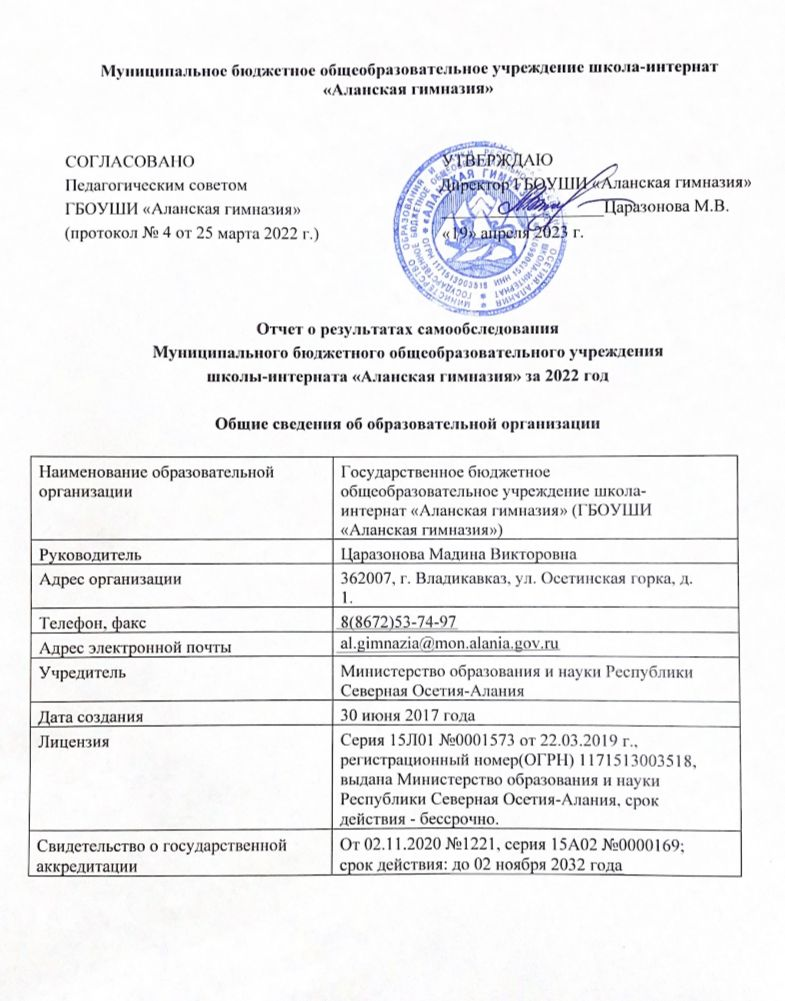 Муниципальное бюджетное общеобразовательное учреждение школа-интернат
«Аланская гимназия»
СОГЛАСОВАНО
Педагогическим советом
ГБОУШИ «Аланская гимназия»
(протокол № 4 от 25 марта 2022 г.)
УТВЕРЖДАЮ
Директор ГБОУШИ «Аланская гимназия»
Царазонова М.В.
«19» апреля 2023 г.
Отчет о результатах самообследования
Муниципального бюджетного общеобразовательного учреждения
школы-интерната «Аланская гимназия» за 2022 год
Общие сведения об образовательной организации
Наименование образовательной
организации
Государственное бюджетное
общеобразовательное учреждение школа-
интернат «Аланская гимназия» (ГБОУШИ
«Аланская гимназия»)
Руководитель
Царазонова Мадина Викторовна
Адрес организации
362007, г. Владикавказ, ул. Осетинская горка, д.
1.
Телефон, факс
8(8672)53-74-97
Адрес электронной почты
al.gimnazia@mon.alania.gov.ru
Учредитель
Министерство образования и науки Республики
Северная Осетия-Алания
Дата создания
30 июня 2017 года
Лицензия
Серия 15Л01 №0001573 от 22.03.2019 г.,
регистрационный номер(ОГРН) 1171513003518,
выдана Министерство образования и науки
Республики Северная Осетия-Алания, срок
действия - бессрочно.
Свидетельство о государственной
аккредитации
От 02.11.2020 №1221, серия 15А02 №0000169;
срок действия: до 02 ноября 2032 года